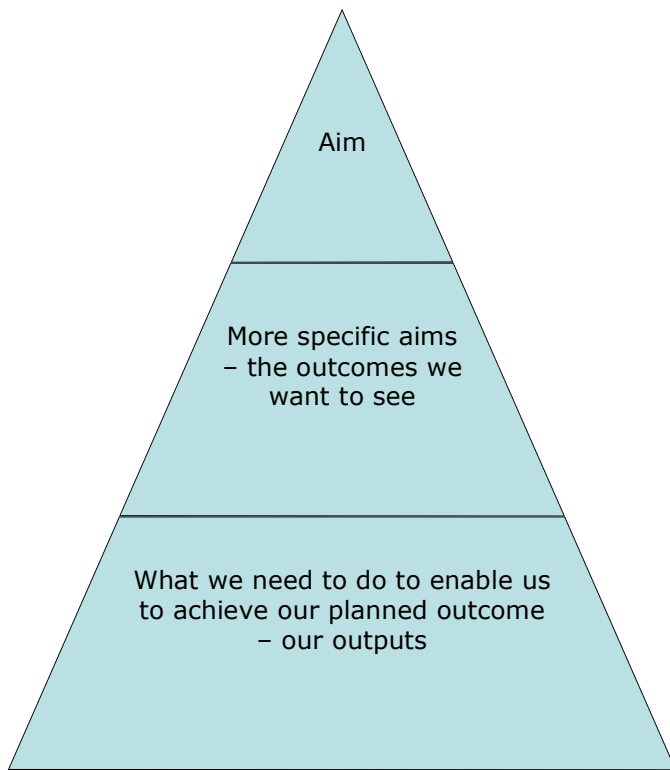 Aim
More specific aims
– the outcomes we
want to see
What we need to do to enable us
to achieve our planned outcome
– our outputs